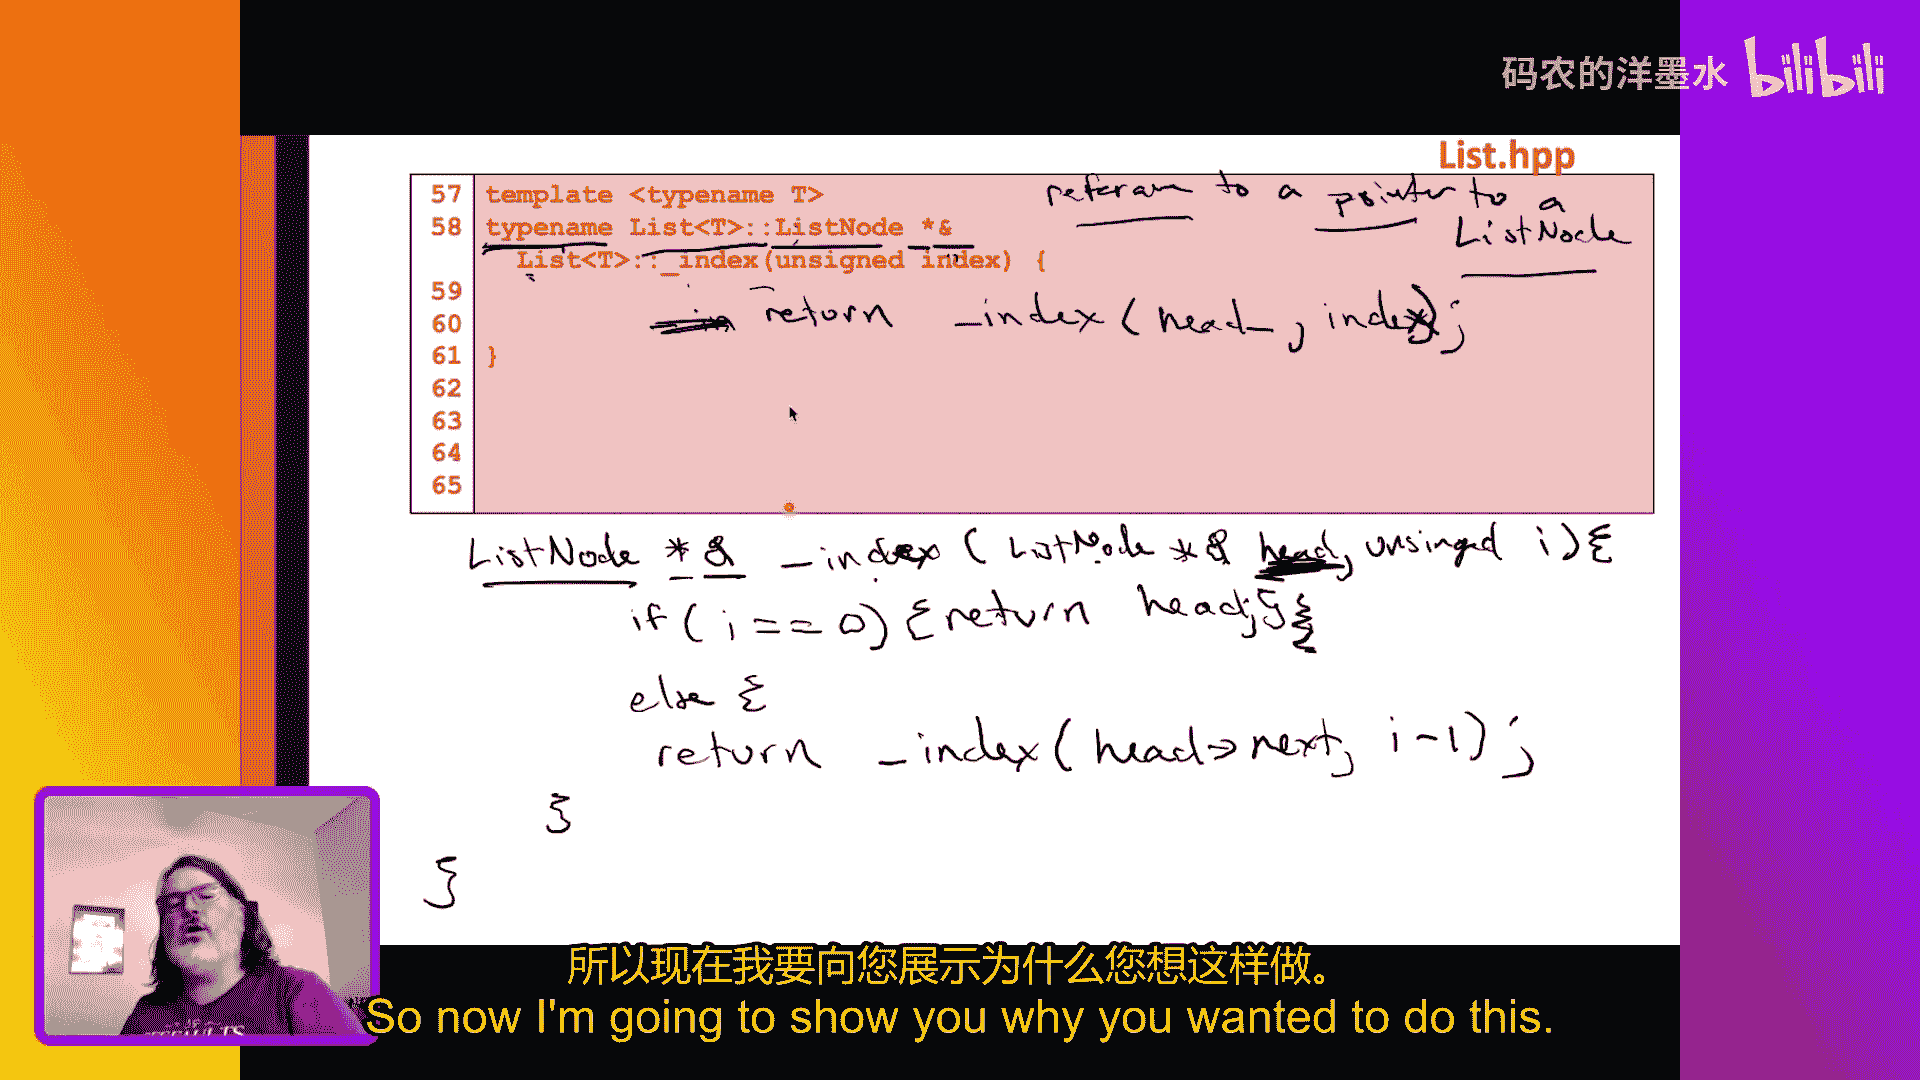 码农的洋墨水 bilibili
List.hpp
57 template <typename T>
referam to a pointer to a
58 typename List<T>::ListNode *&
ListNode
List<T>::_index(unsigned index) {
59
60 return _index(head_, index);
61 }
62
63
64
65
ListNode *& _index (ListNode *& head, unsinged i){
if(i==0){return head;}
else {
return _index(head->next, i-1);
}
}
所以现在我要向您展示为什么您想这样做。
So now I'm going to show you why you wanted to do this.